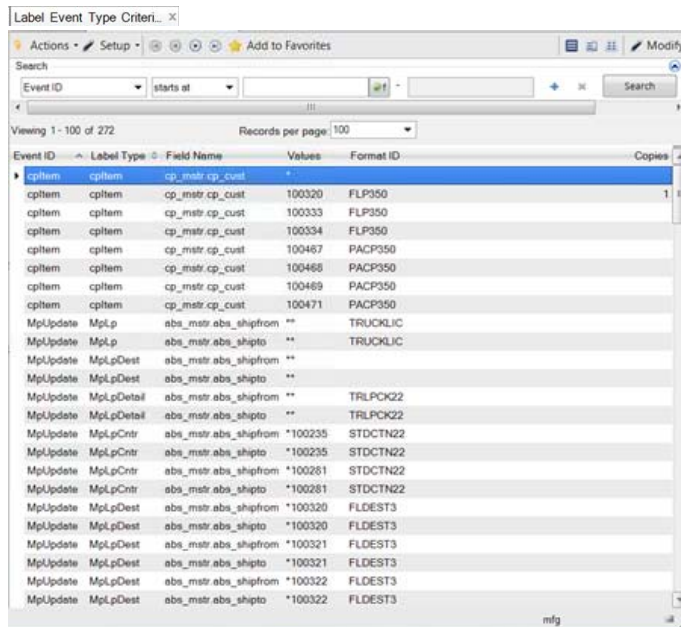 Label Event Type Criteri...
Actions Setup Add to Favorites Modify
Search
Event ID starts at - Search
Viewing 1 - 100 of 272 Records per page 100
Event ID Label Type Field Name Values Format ID Copies
cpItem cpItem cp_mstr.cp_cust *
cpItem cpItem cp_mstr.cp_cust 100320 FLP350 1
cpItem cpItem cp_mstr.cp_cust 100333 FLP350
cpItem cpItem cp_mstr.cp_cust 100334 FLP350
cpItem cpItem cp_mstr.cp_cust 100467 PACP350
cpItem cpItem cp_mstr.cp_cust 100468 PACP350
cpItem cpItem cp_mstr.cp_cust 100469 PACP350
cpItem cpItem cp_mstr.cp_cust 100471 PACP350
MpUpdate MpLp abs_mstr.abs_shipfrom ** TRUCKLIC
MpUpdate MpLp abs_mstr.abs_shipto ** TRUCKLIC
MpUpdate MpLpDest abs_mstr.abs_shipfrom **
MpUpdate MpLpDest abs_mstr.abs_shipto **
MpUpdate MpLpDetail abs_mstr.abs_shipfrom ** TRLPCK22
MpUpdate MpLpDetail abs_mstr.abs_shipto ** TRLPCK22
MpUpdate MpLpCntr abs_mstr.abs_shipfrom *100235 STDCTN22
MpUpdate MpLpCntr abs_mstr.abs_shipto *100235 STDCTN22
MpUpdate MpLpCntr abs_mstr.abs_shipfrom *100281 STDCTN22
MpUpdate MpLpCntr abs_mstr.abs_shipto *100281 STDCTN22
MpUpdate MpLpDest abs_mstr.abs_shipfrom *100320 FLDEST3
MpUpdate MpLpDest abs_mstr.abs_shipto *100320 FLDEST3
MpUpdate MpLpDest abs_mstr.abs_shipfrom *100321 FLDEST3
MpUpdate MpLpDest abs_mstr.abs_shipto *100321 FLDEST3
MpUpdate MpLpDest abs_mstr.abs_shipfrom *100322 FLDEST3
MpUpdate MpLpDest abs_mstr.abs_shipto *100322 FLDEST3
mfg